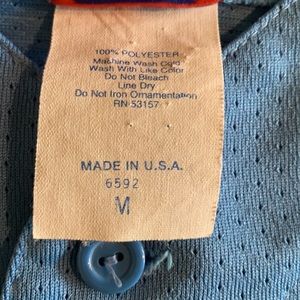 100% POLYESTER
Machine Wash Cold
Wash With Like Color
Do Not Bleach
Line Dry
Do Not Iron Ornamentation
RN 53157
MADE IN U.S.A.
6592
M